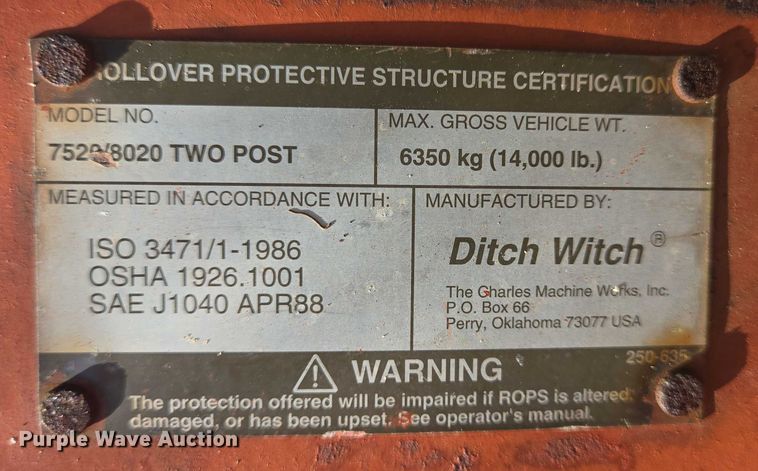 ROLLOVER PROTECTIVE STRUCTURE CERTIFICATION
MODEL NO.
7520/8020 TWO POST
MAX. GROSS VEHICLE WT.
6350 kg (14,000 lb.)
MEASURED IN ACCORDANCE WITH:
ISO 3471/1-1986
OSHA 1926.1001
SAE J1040 APR88
MANUFACTURED BY:
Ditch Witch®
The Charles Machine Works, Inc.
P.O. Box 66
Perry, Oklahoma 73077 USA
250-635
WARNING
The protection offered will be impaired if ROPS is altered,
damaged, or has been upset. See operator's manual.
Purple Wave Auction